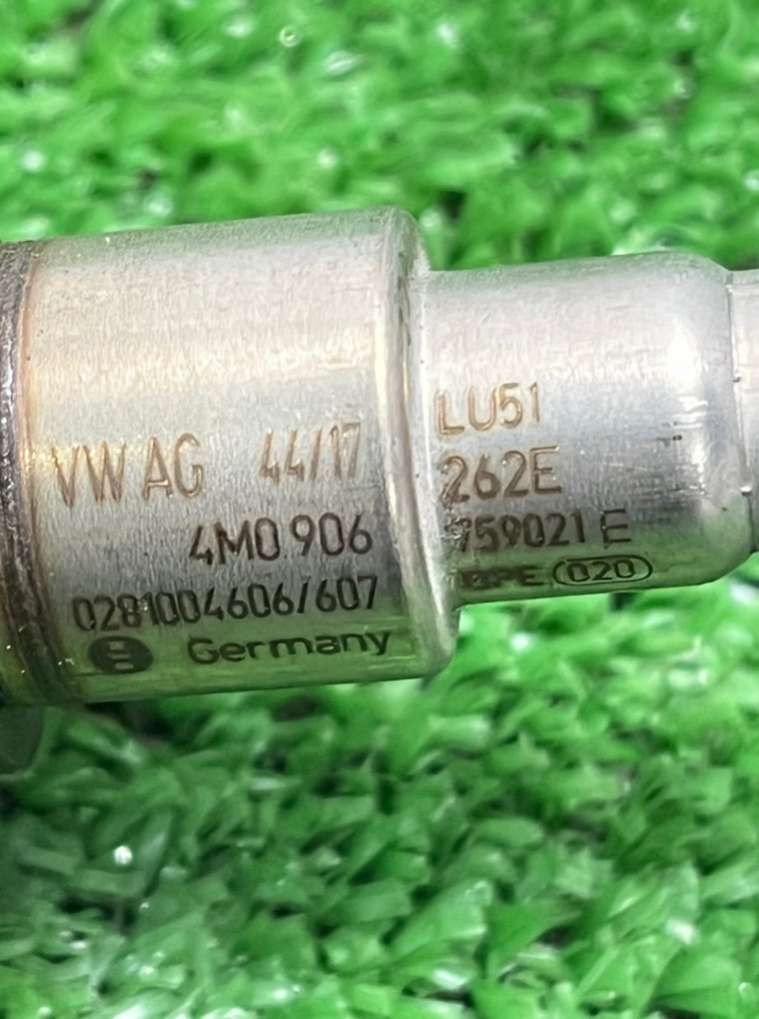 VW AG 44/17 LU51
4M0 906 262E
0281004606/607 759021 E
Germany 020